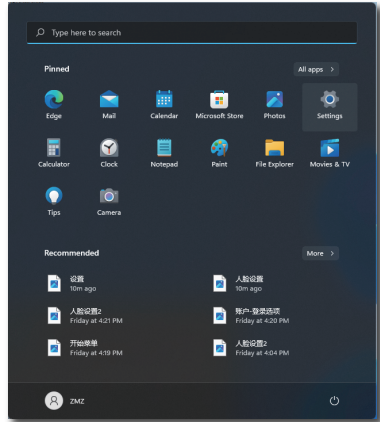 Type here to search
Pinned
All apps >
Edge
Mail
Calendar
Microsoft Store
Photos
Settings
Calculator
Clock
Notepad
Paint
File Explorer
Movies & TV
Tips
Camera
Recommended
More >
设置
10m ago
人脸设置
10m ago
人脸设置2
Friday at 4:21 PM
账户-登录选项
Friday at 4:20 PM
开始菜单
Friday at 4:19 PM
人脸设置2
Friday at 4:04 PM
ZMZ